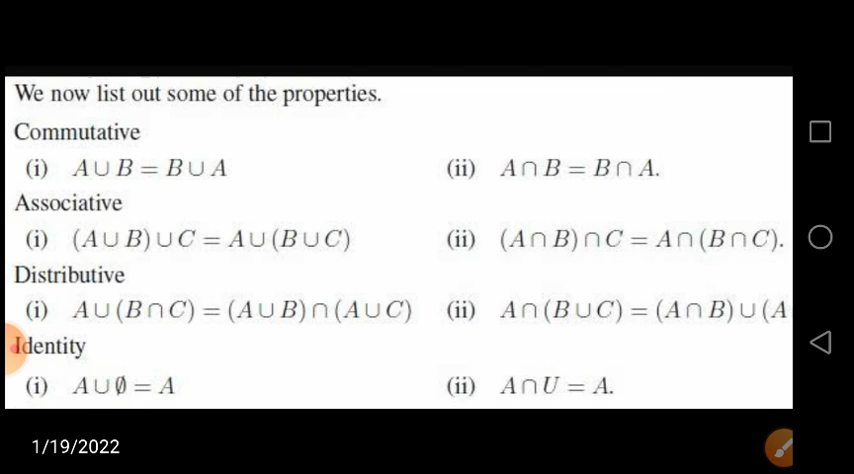 We now list out some of the properties.
Commutative
(i) A ∪ B = B ∪ A (ii) A ∩ B = B ∩ A.
Associative
(i) (A ∪ B) ∪ C = A ∪ (B ∪ C) (ii) (A ∩ B) ∩ C = A ∩ (B ∩ C).
Distributive
(i) A ∪ (B ∩ C) = (A ∪ B) ∩ (A ∪ C) (ii) A ∩ (B ∪ C) = (A ∩ B) ∪ (A
Identity
(i) A ∪ Ø = A (ii) A ∩ U = A.
1/19/2022